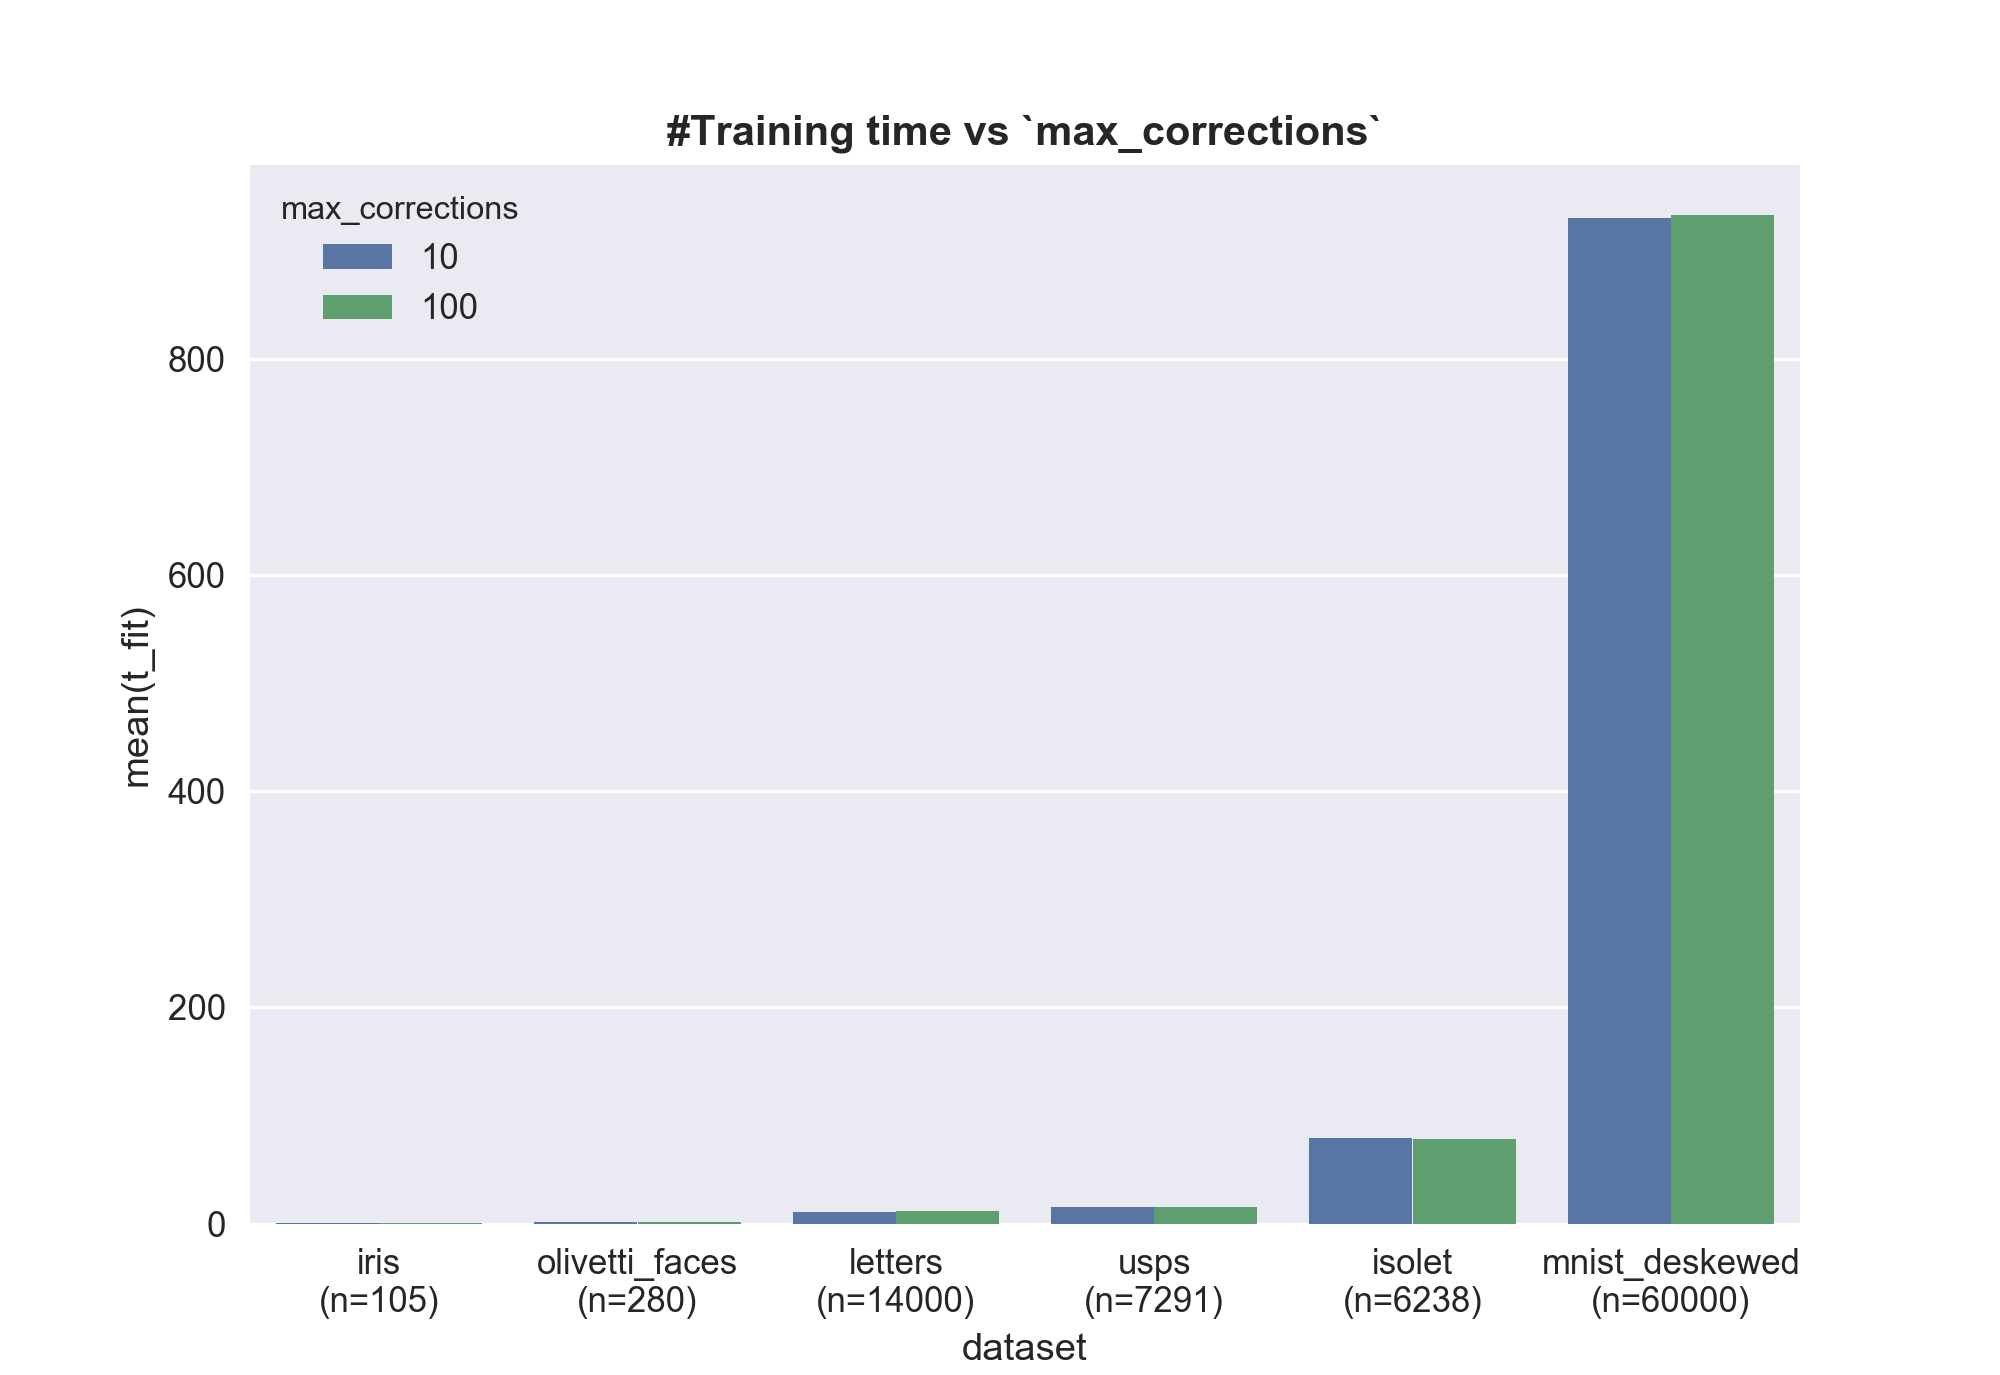 #Training time vs `max_corrections`
max_corrections
10
100
800
600
400
200
0
mean(t_fit)
iris
(n=105)
olivetti_faces
(n=280)
letters
(n=14000)
usps
(n=7291)
isolet
(n=6238)
mnist_deskewed
(n=60000)
dataset